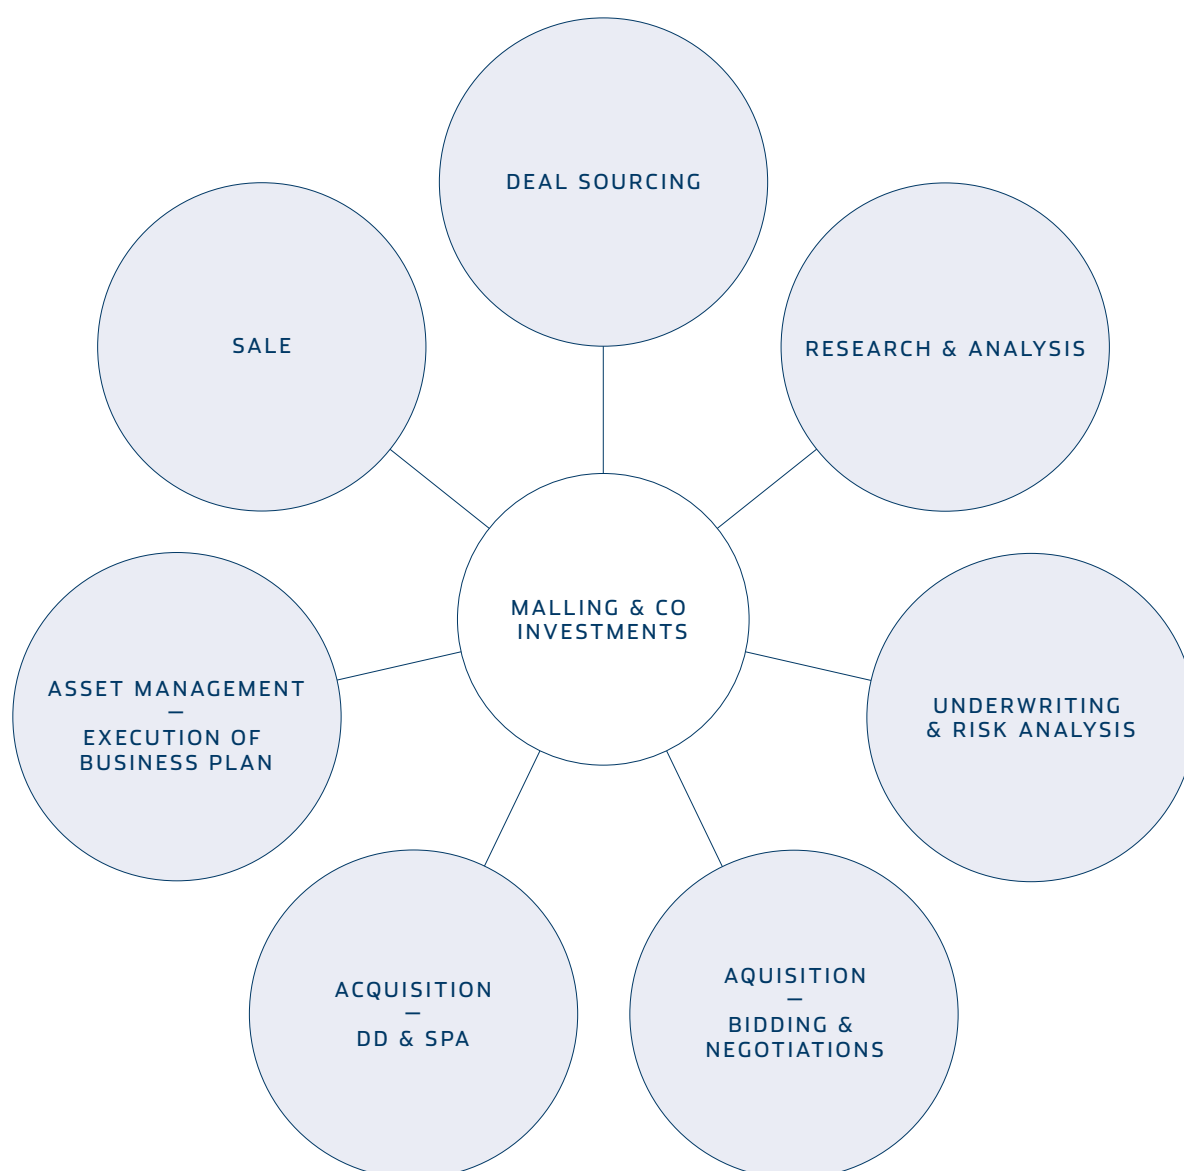 DEAL SOURCING
SALE
RESEARCH & ANALYSIS
MALLING & CO
INVESTMENTS
ASSET MANAGEMENT
–
EXECUTION OF
BUSINESS PLAN
UNDERWRITING
& RISK ANALYSIS
ACQUISITION
–
DD & SPA
AQUISITION
–
BIDDING &
NEGOTIATIONS